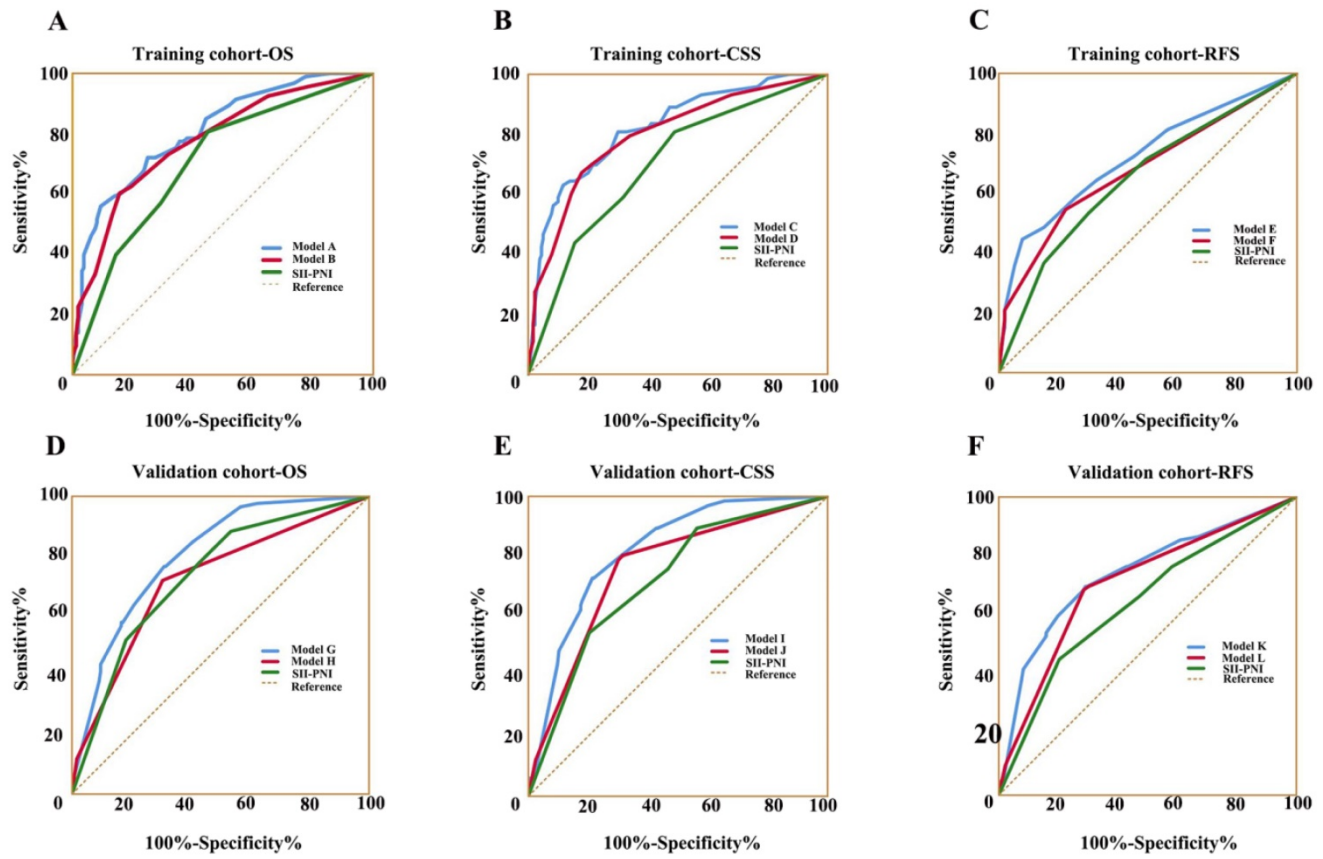 A
Training cohort-OS
100
80
60
40
20
0
20
40
60
80
100
Sensitivity%
100%-Specificity%
Model A
Model B
SII-PNI
Reference
B
Training cohort-CSS
100
80
60
40
20
0
20
40
60
80
100
Sensitivity%
100%-Specificity%
Model C
Model D
SII-PNI
Reference
C
Training cohort-RFS
100
80
60
40
20
0
20
40
60
80
100
Sensitivity%
100%-Specificity%
Model E
Model F
SII-PNI
Reference
D
Validation cohort-OS
100
80
60
40
20
0
20
40
60
80
100
Sensitivity%
100%-Specificity%
Model G
Model H
SII-PNI
Reference
E
Validation cohort-CSS
100
80
60
40
20
0
20
40
60
80
100
Sensitivity%
100%-Specificity%
Model I
Model J
SII-PNI
Reference
F
Validation cohort-RFS
100
80
60
40
20
0
20
40
60
80
100
Sensitivity%
100%-Specificity%
Model K
Model L
SII-PNI
Reference